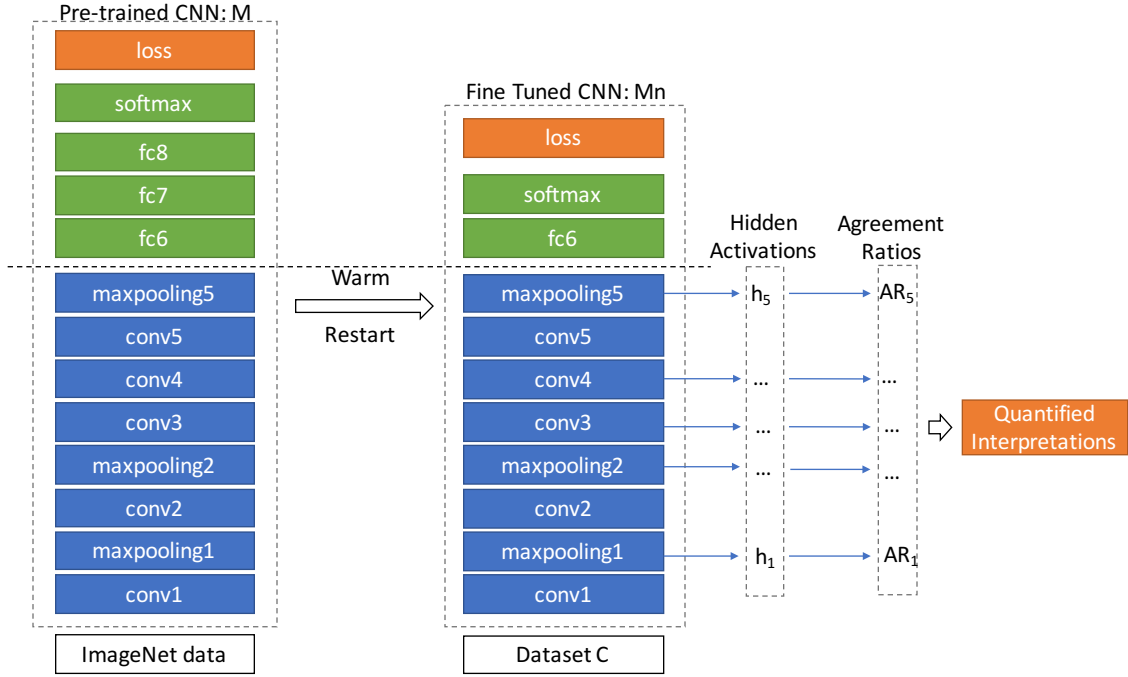 Pre-trained CNN: M
loss
softmax
fc8
fc7
fc6
maxpooling5
conv5
conv4
conv3
maxpooling2
conv2
maxpooling1
conv1
ImageNet data
Warm
Restart
Fine Tuned CNN: Mn
loss
softmax
fc6
maxpooling5
conv5
conv4
conv3
maxpooling2
conv2
maxpooling1
conv1
Dataset C
Hidden
Activations
h₅
...
...
...
h₁
Agreement
Ratios
AR₅
...
...
...
AR₁
Quantified
Interpretations